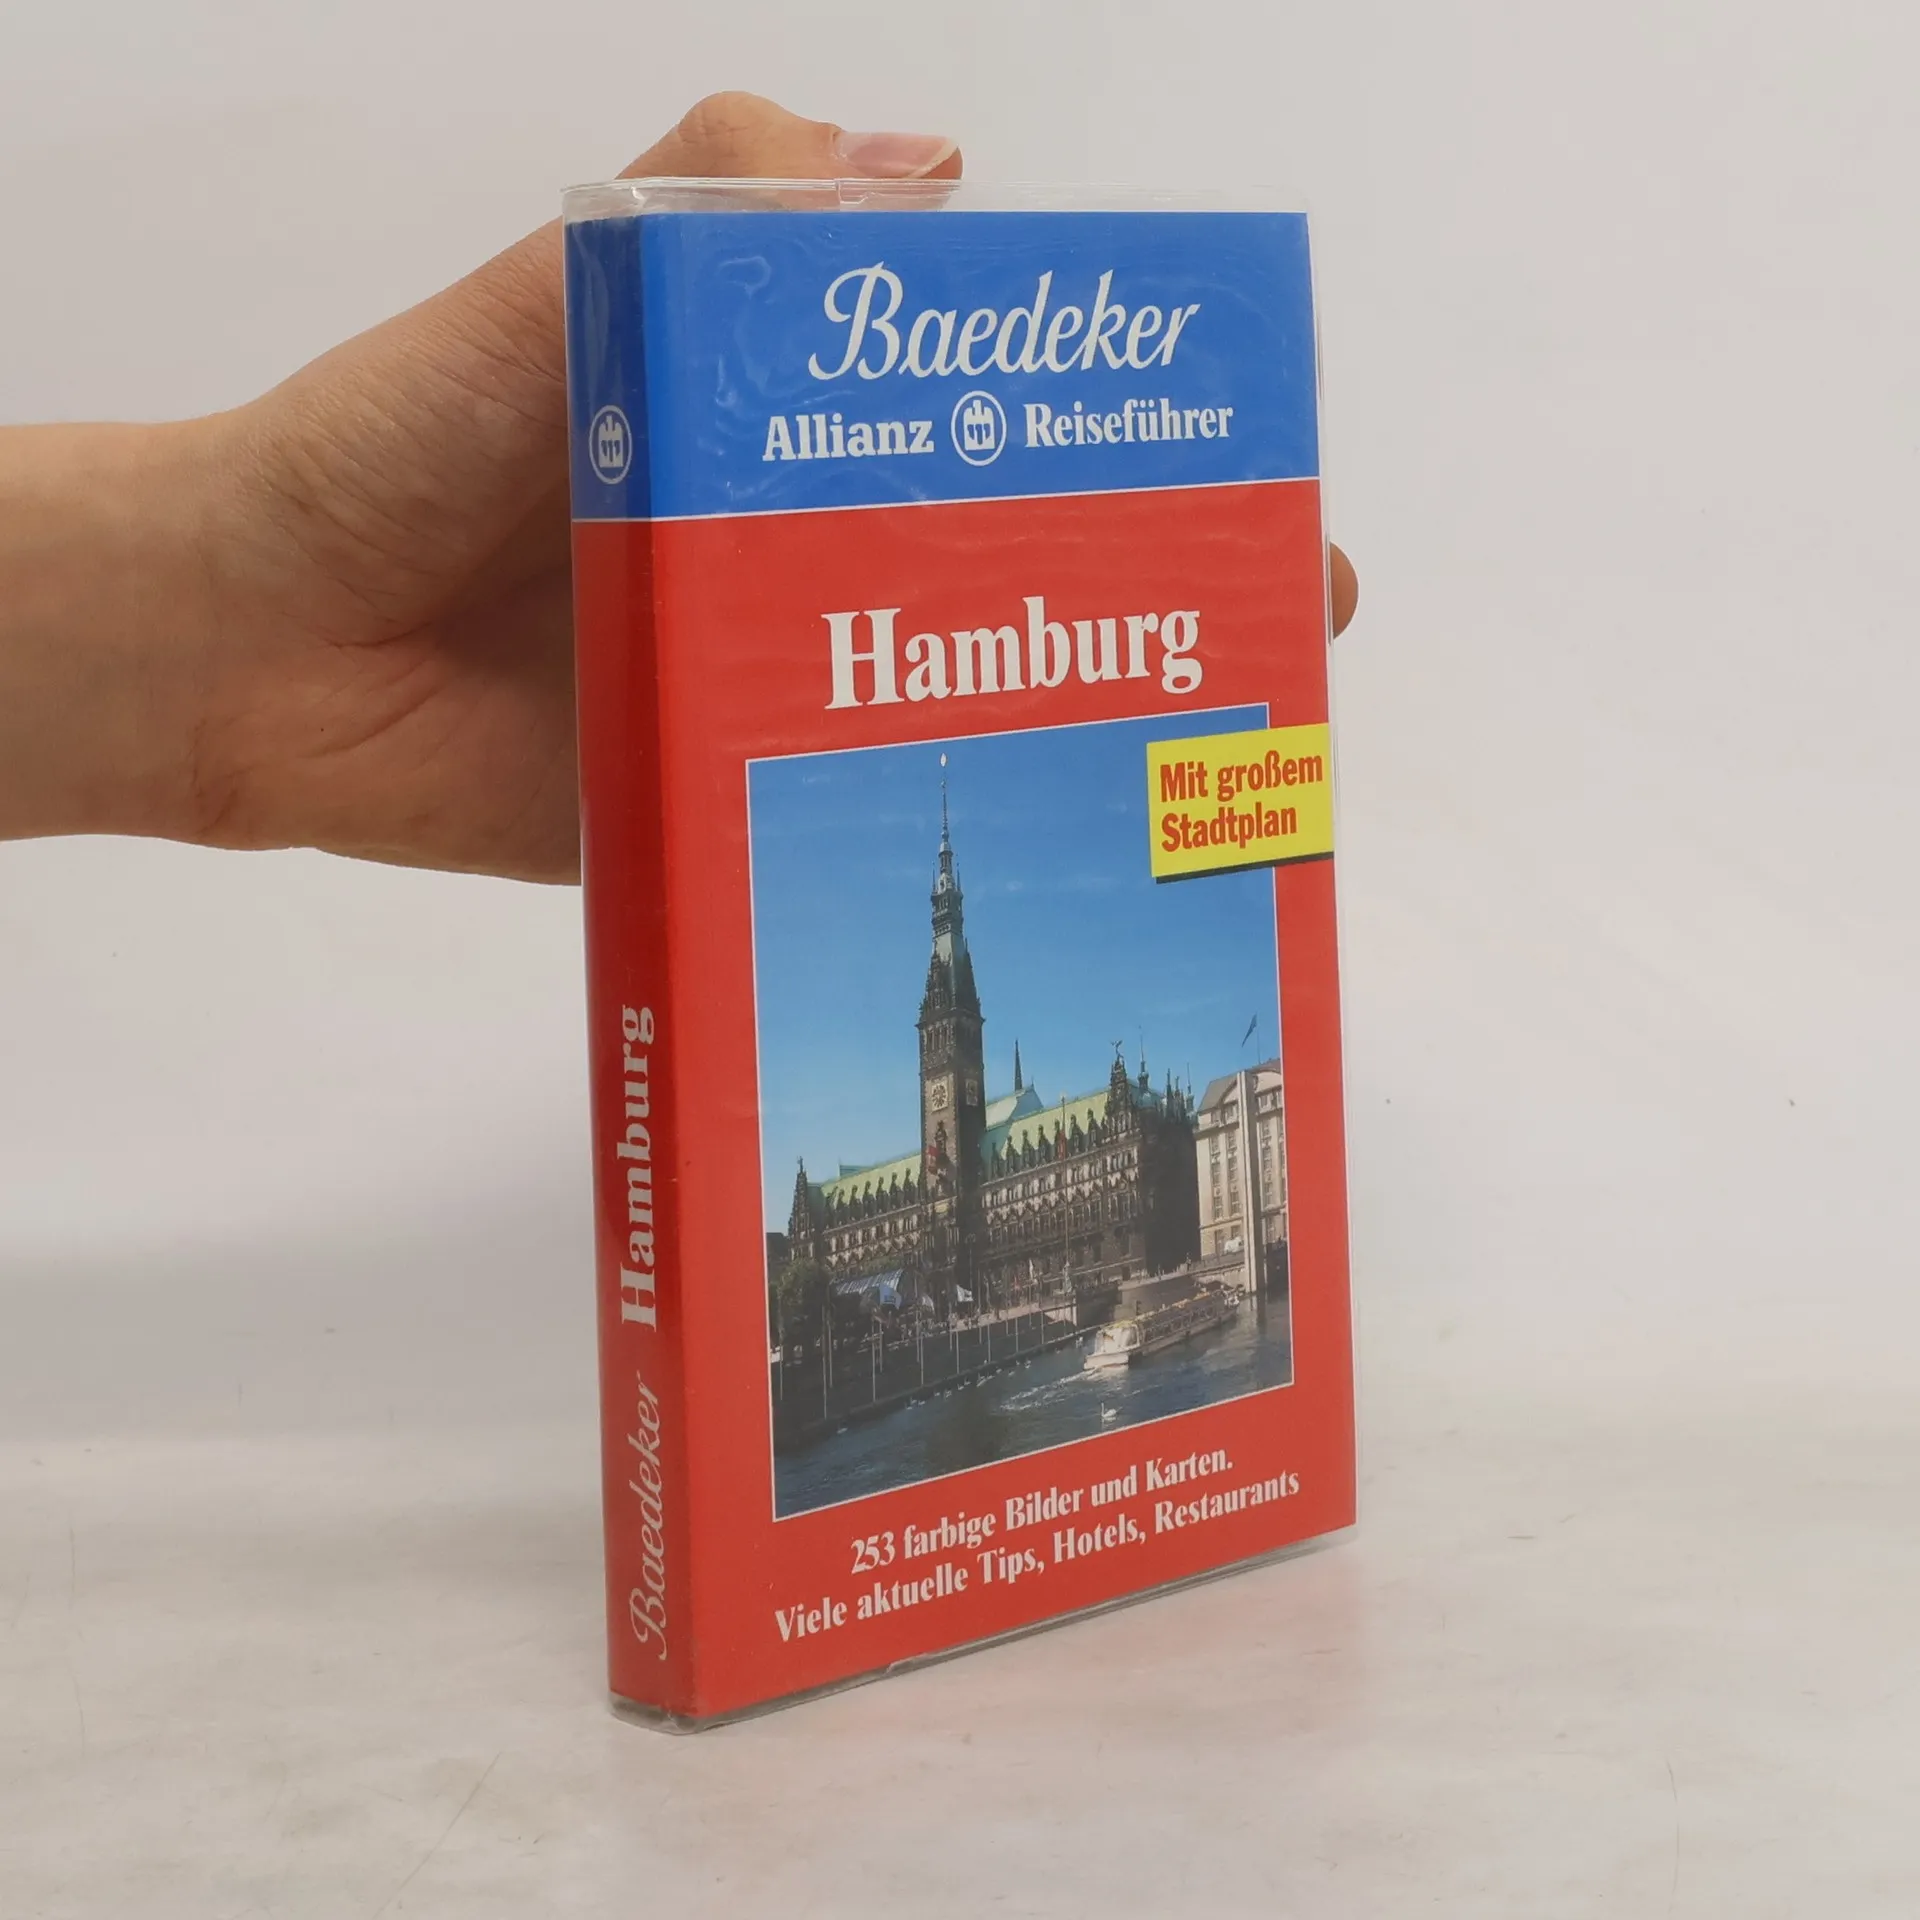 Baedeker
Allianz Reiseführer
Hamburg
Mit großem
Stadtplan
253 farbige Bilder und Karten.
Viele aktuelle Tips, Hotels, Restaurants
Baedeker Hamburg